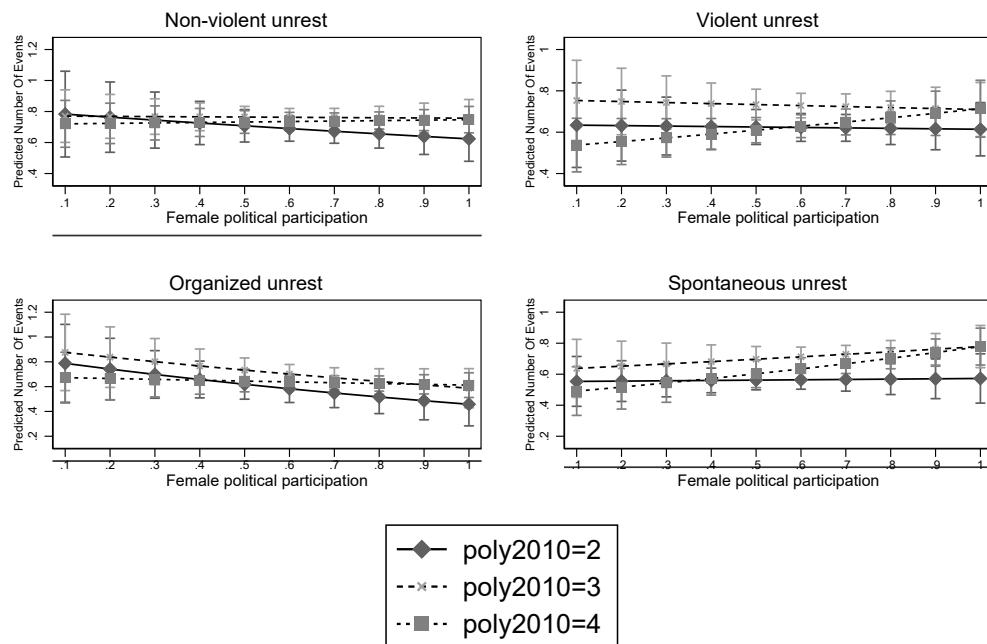 Non-violent unrest
Predicted Number Of Events
.4 .6 .8 1 1.2
.1 .2 .3 .4 .5 .6 .7 .8 .9 1
Female political participation
Violent unrest
Predicted Number Of Events
.4 .6 .8 1
.1 .2 .3 .4 .5 .6 .7 .8 .9 1
Female political participation
Organized unrest
Predicted Number Of Events
.2 .4 .6 .8 1 1.2
.1 .2 .3 .4 .5 .6 .7 .8 .9 1
Female political participation
Spontaneous unrest
Predicted Number Of Events
.2 .4 .6 .8 1
.1 .2 .3 .4 .5 .6 .7 .8 .9 1
Female political participation
poly2010=2
poly2010=3
poly2010=4